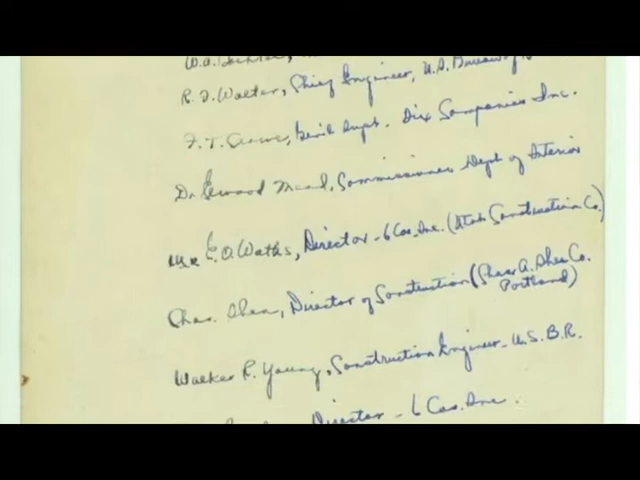 W.A. Bechtel,
R.F. Walter, Chief Engineer, U.S. Bureau of
F.T. Crowe, Genl Supt. Six Companies Inc.
Dr. Elwood Mead, Commissioner Dept of Interior
E.O. Wattis, Director - 6 Cos. Inc. (Utah Construction Co.)
Chas. Shea, Director of Construction (Shea A. Shea Co.
Portland)
Walker R. Young, Construction Engineer - U.S.B.R.
Director - 6 Cos. Inc.